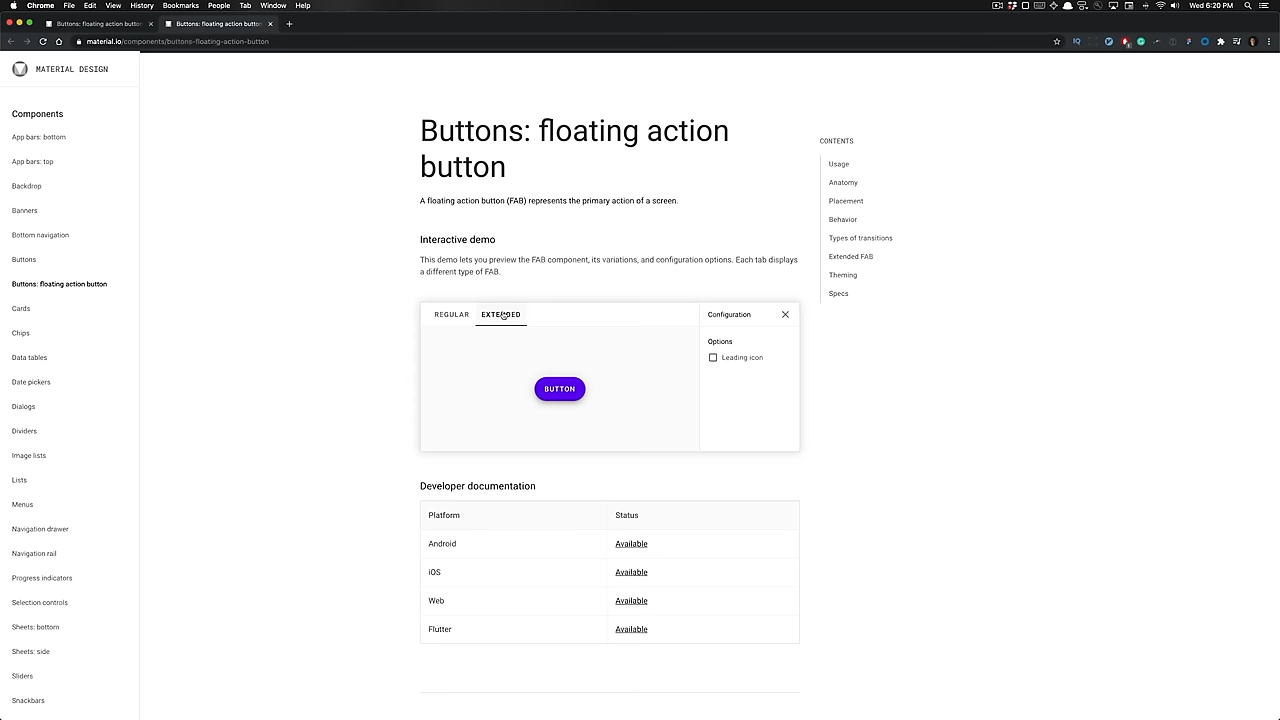 Chrome File Edit View History Bookmarks People Tab Window Help
Wed 6:20 PM
Buttons: floating action button
Buttons: floating action button
material.io/components/buttons-floating-action-button
MATERIAL DESIGN
Components
App bars: bottom
App bars: top
Backdrop
Banners
Bottom navigation
Buttons
Buttons: floating action button
Cards
Chips
Data tables
Date pickers
Dialogs
Dividers
Image lists
Lists
Menus
Navigation drawer
Navigation rail
Progress indicators
Selection controls
Sheets: bottom
Sheets: side
Sliders
Snackbars
Buttons: floating action
button
A floating action button (FAB) represents the primary action of a screen.
Interactive demo
This demo lets you preview the FAB component, its variations, and configuration options. Each tab displays
a different type of FAB.
REGULAR EXTENDED
Configuration
Options
Leading icon
BUTTON
Developer documentation
Platform Status
Android Available
iOS Available
Web Available
Flutter Available
CONTENTS
Usage
Anatomy
Placement
Behavior
Types of transitions
Extended FAB
Theming
Specs